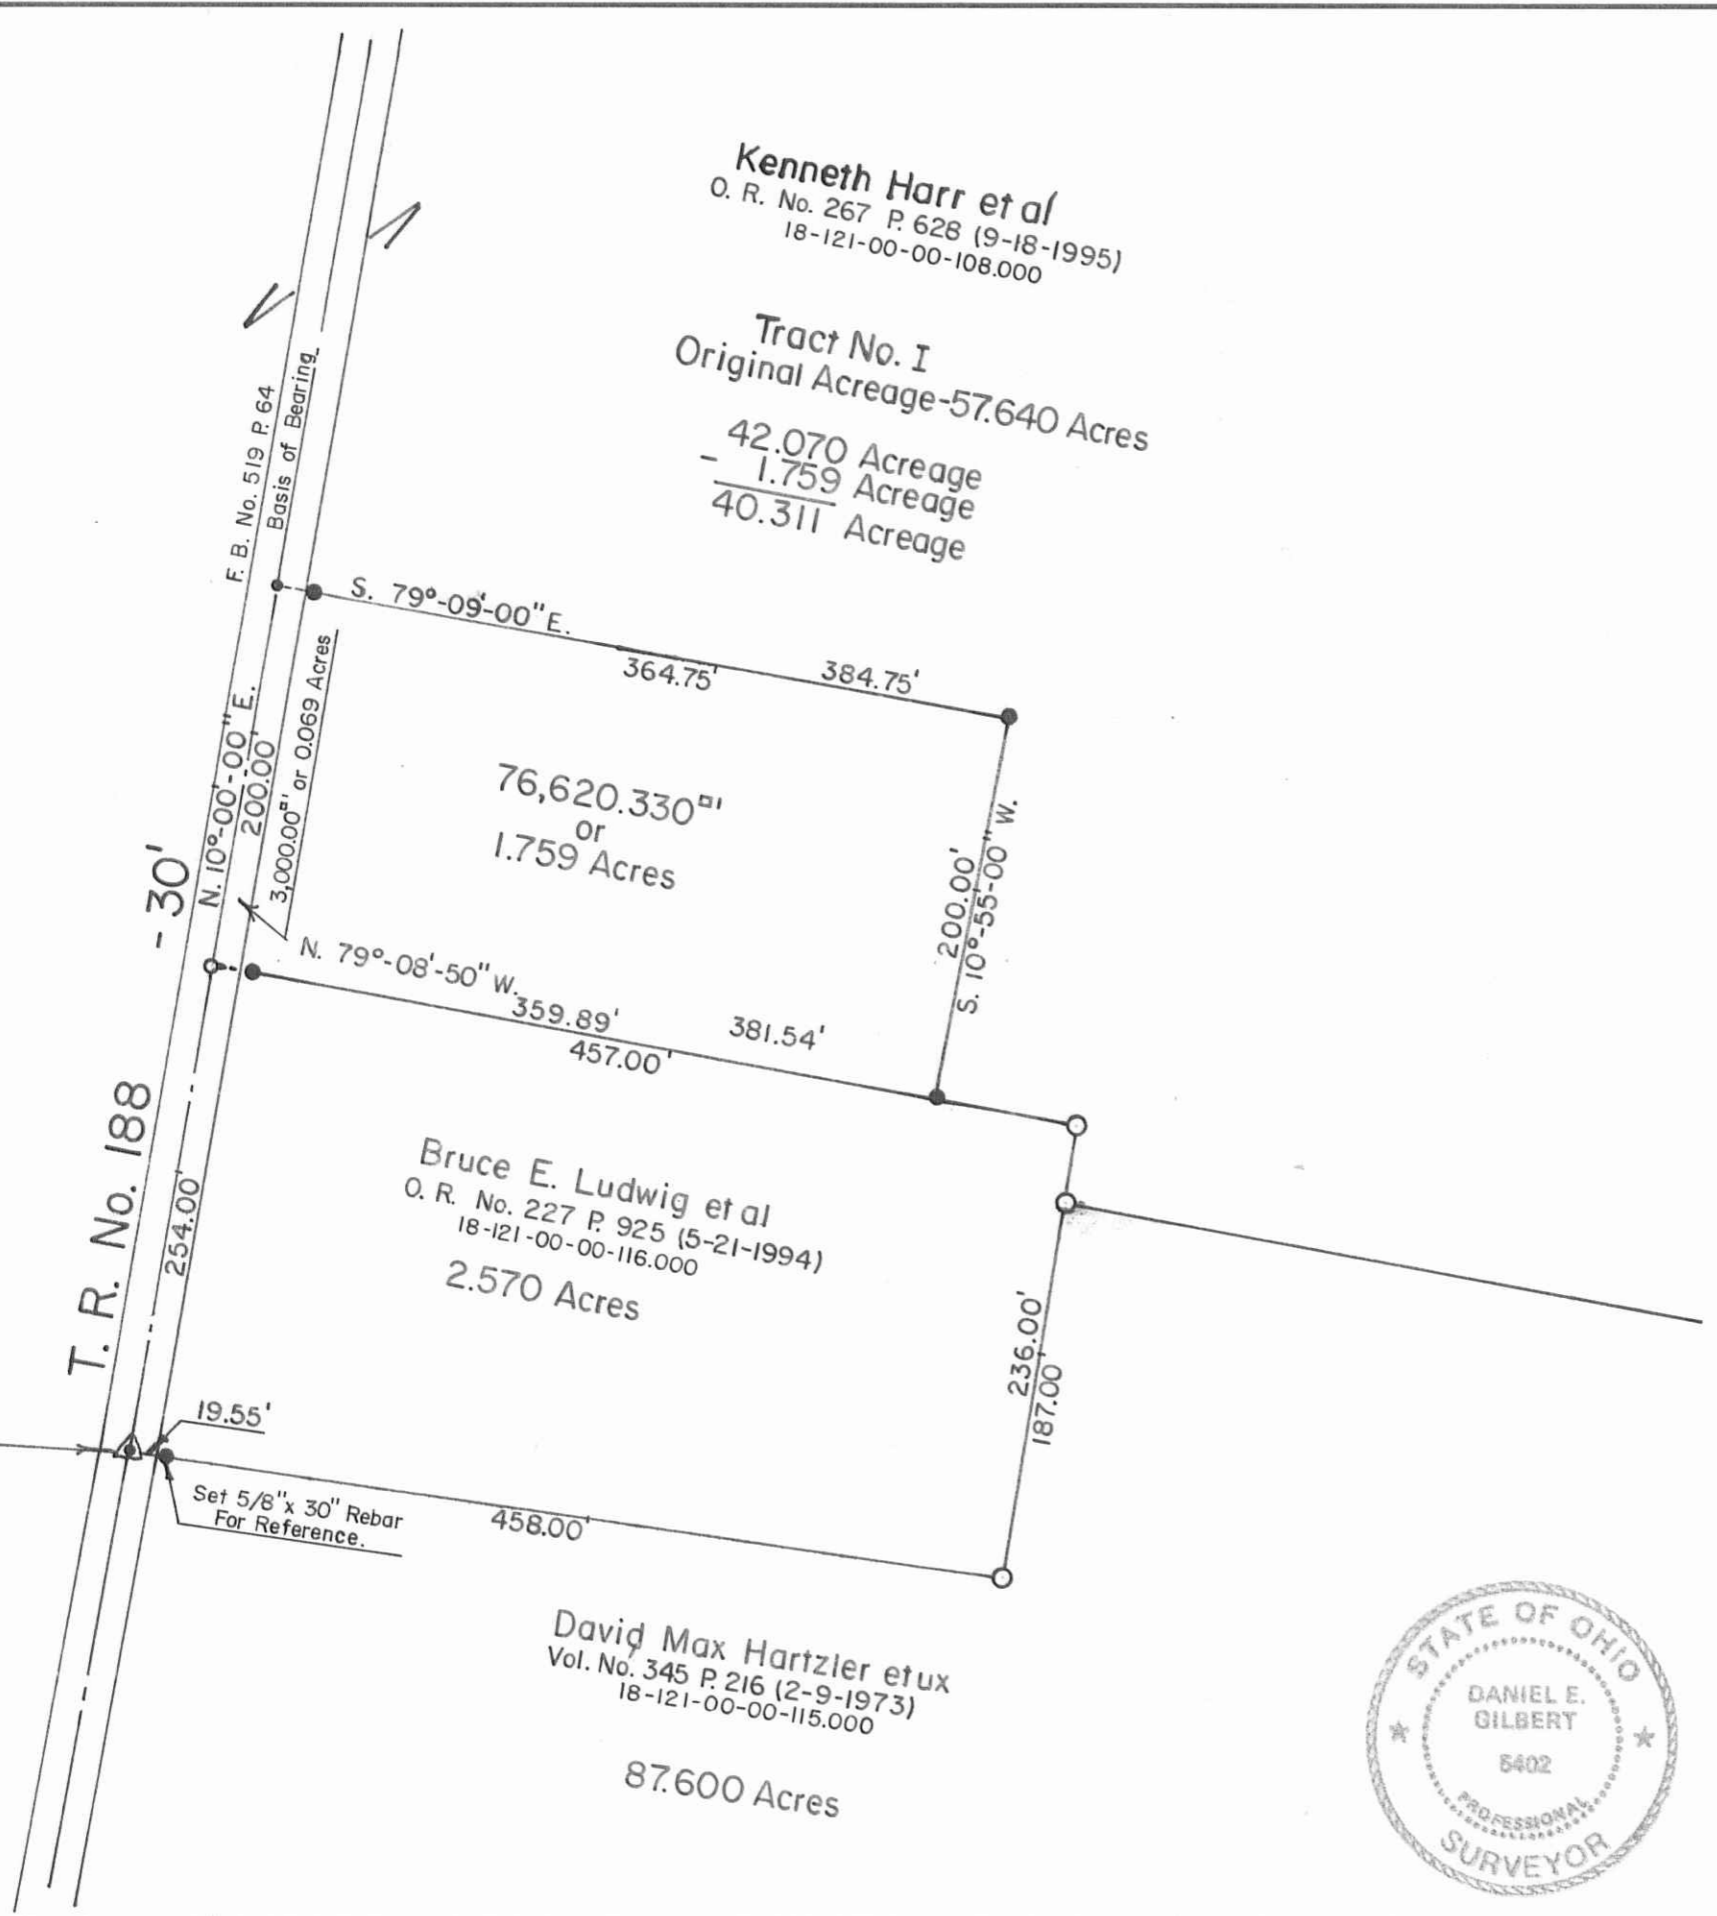 Kenneth Harr et al
O. R. No. 267 P. 628 (9-18-1995)
18-121-00-00-108.000
Tract No. I
Original Acreage-57.640 Acres
42.070 Acreage
- 1.759 Acreage
40.311 Acreage
F. B. No. 519 P. 64
Basis of Bearing
S. 79°-09'-00" E.
364.75'
384.75'
N. 10°-00'-00" E.
200.00'
3,000.00□' or 0.069 Acres
76,620.330□'
or
1.759 Acres
200.00'
S. 10°-55'-00" W.
N. 79°-08'-50" W.
359.89'
381.54'
457.00'
T. R. No. 188 - 30'
254.00'
Bruce E. Ludwig et al
O. R. No. 227 P. 925 (5-21-1994)
18-121-00-00-116.000
2.570 Acres
236.00'
187.00'
19.55'
Set 5/8" x 30" Rebar
For Reference.
458.00'
David Max Hartzler et ux
Vol. No. 345 P. 216 (2-9-1973)
18-121-00-00-115.000
87.600 Acres
STATE OF OHIO
DANIEL E.
GILBERT
5402
PROFESSIONAL
SURVEYOR